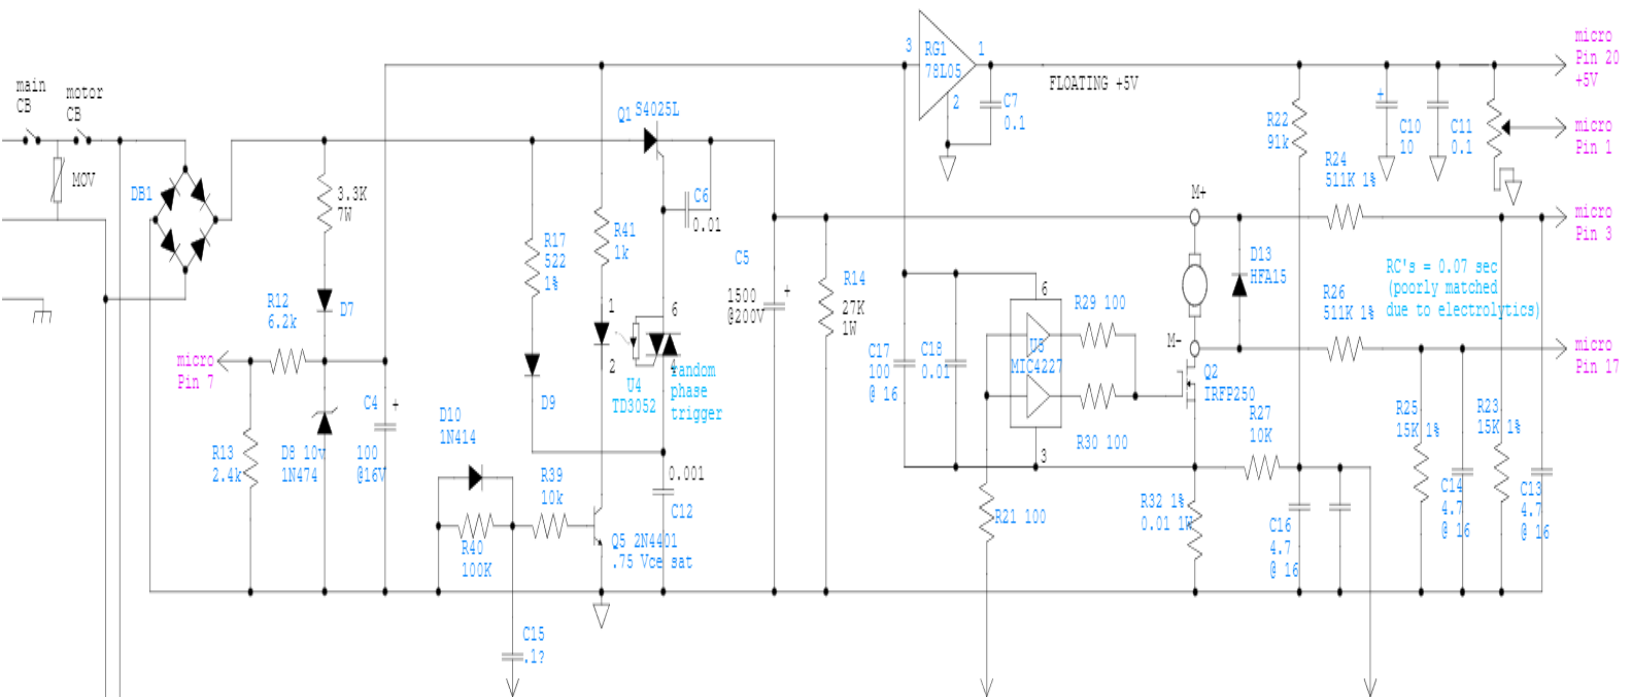 main
CB
motor
CB
MOV
DB1
3.3K
7W
D7
R12
6.2k
micro
Pin 7
R13
2.4k
D8 10v
1N474
C4
+
100
@16V
D10
1N414
R40
100K
R39
10k
C15
.1?
Q5 2N4401
.75 Vce sat
R17
522
1%
D9
R41
1k
1
2
U4
TD3052
6
4
random
phase
trigger
0.001
C12
Q1
S4025L
C6
0.01
C5
1500
@200V
+
R14
27K
1W
3
RG1
78L05
1
2
C7
0.1
FLOATING +5V
C17
100
@ 16
C18
0.01
6
U5
MIC4227
3
R29 100
R30 100
R21 100
M+
M-
D13
HFA15
Q2
IRFP250
R27
10K
R32 1%
0.01 1W
R22
91k
R24
511K 1%
R26
511K 1%
RC's = 0.07 sec
(poorly matched
due to electrolytics)
+
C10
10
C11
0.1
R25
15K 1%
R23
15K 1%
C16
4.7
@ 16
C14
4.7
@ 16
C13
4.7
@ 16
micro
Pin 20
+5V
micro
Pin 1
micro
Pin 3
micro
Pin 17